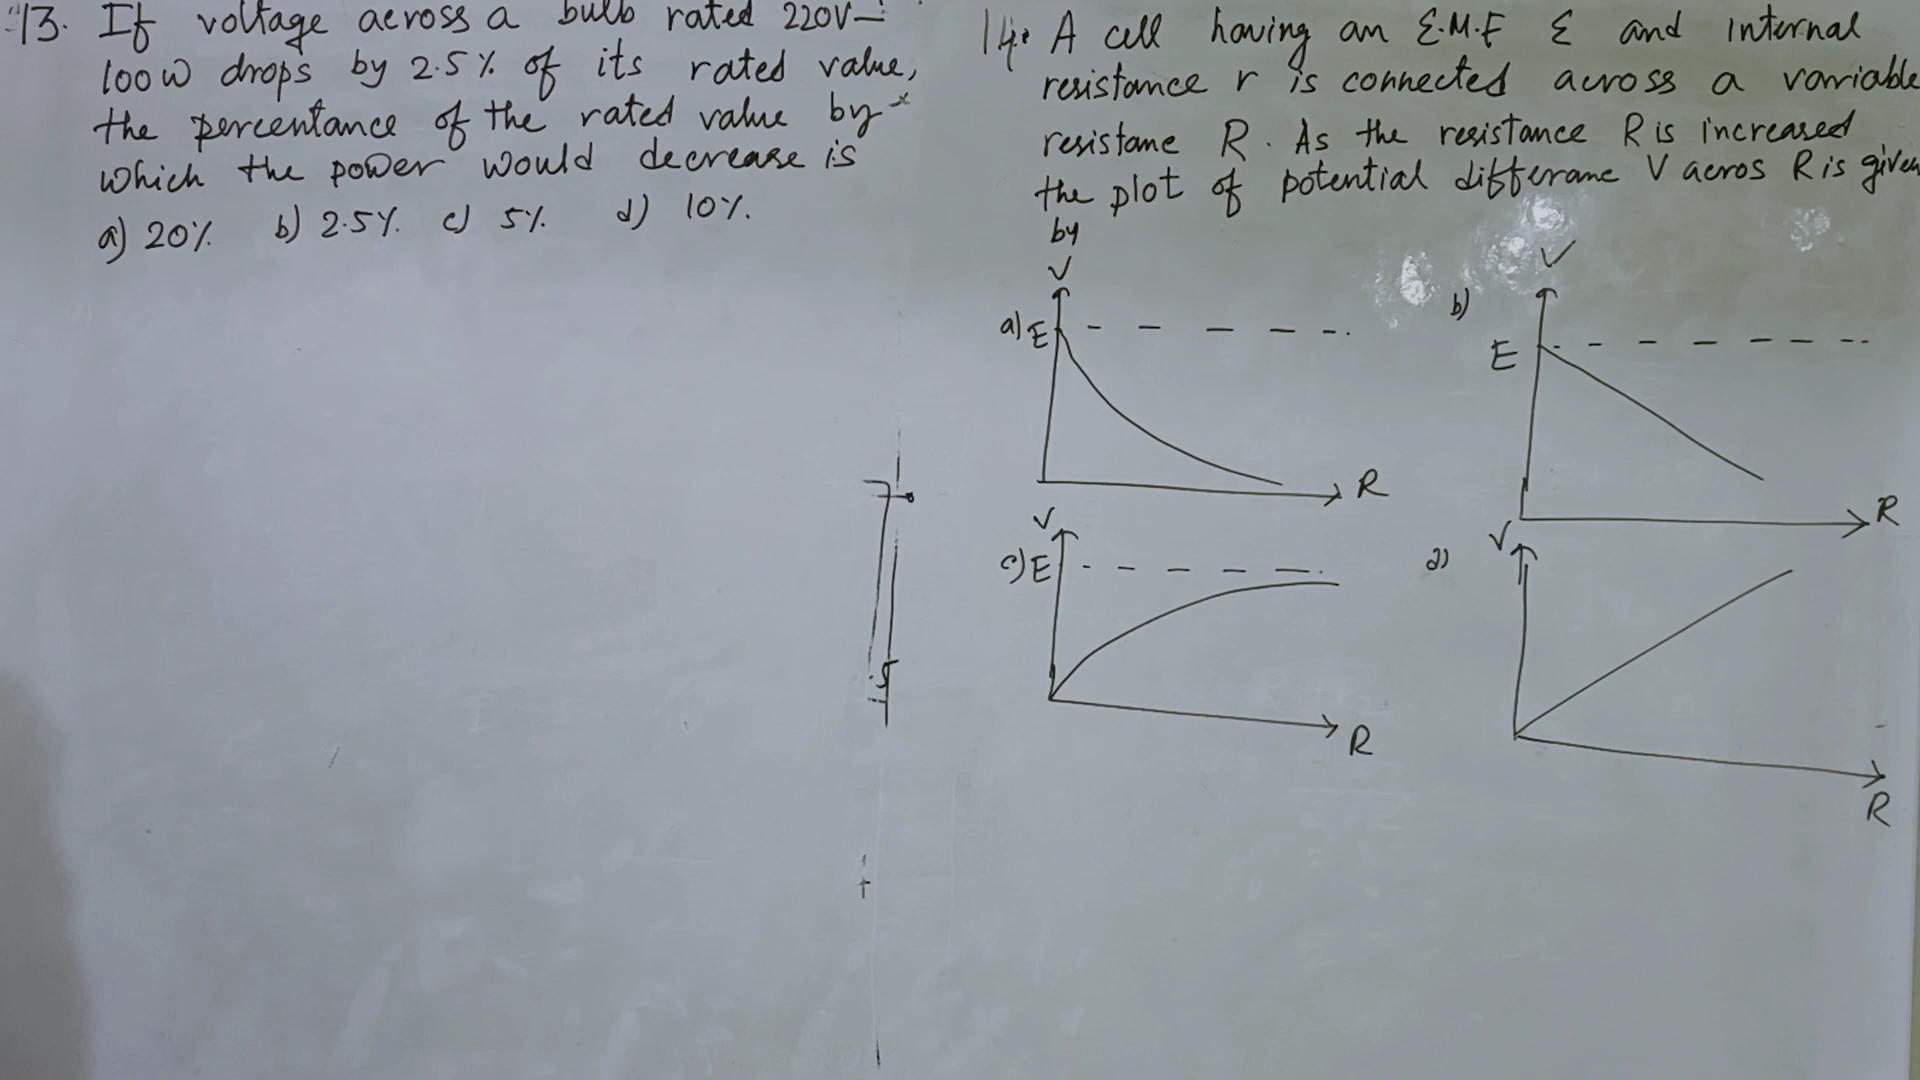 13. If voltage across a bulb rated 220V-
100W drops by 2.5% of its rated value,
the percentance of the rated value by
which the power would decrease is
a) 20% b) 2.5% c) 5% d) 10%.
14. A cell having an E.M.F ε and internal
resistance r is connected across a variable
resistame R. As the resistance R is increased
the plot of potential differane V acros R is given
by
V
a) E
R
V
b)
E
R
V
c) E
R
V
d)
R